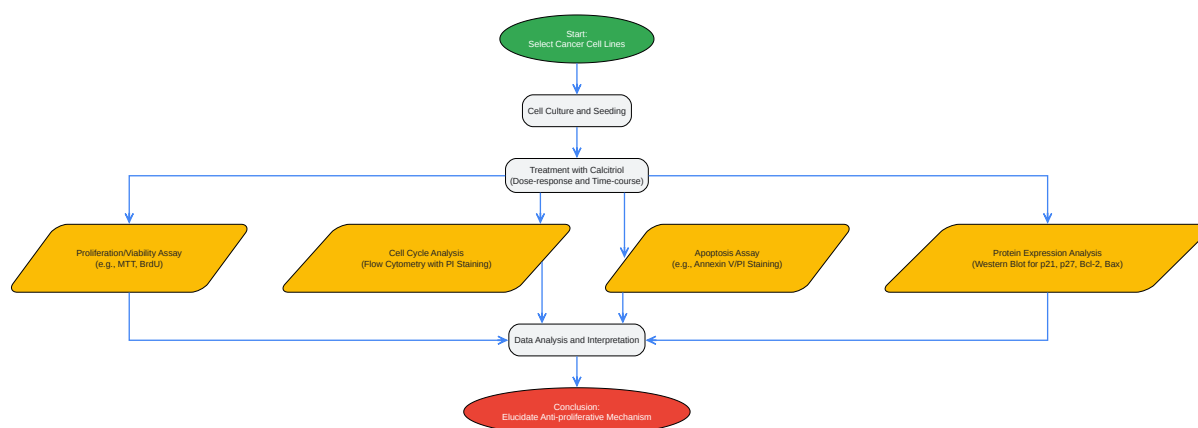 Start:
Select Cancer Cell Lines
Cell Culture and Seeding
Treatment with Calcitriol
(Dose-response and Time-course)
Proliferation/Viability Assay
(e.g., MTT, BrdU)
Cell Cycle Analysis
(Flow Cytometry with PI Staining)
Apoptosis Assay
(e.g., Annexin V/PI Staining)
Protein Expression Analysis
(Western Blot for p21, p27, Bcl-2, Bax)
Data Analysis and Interpretation
Conclusion:
Elucidate Anti-proliferative Mechanism